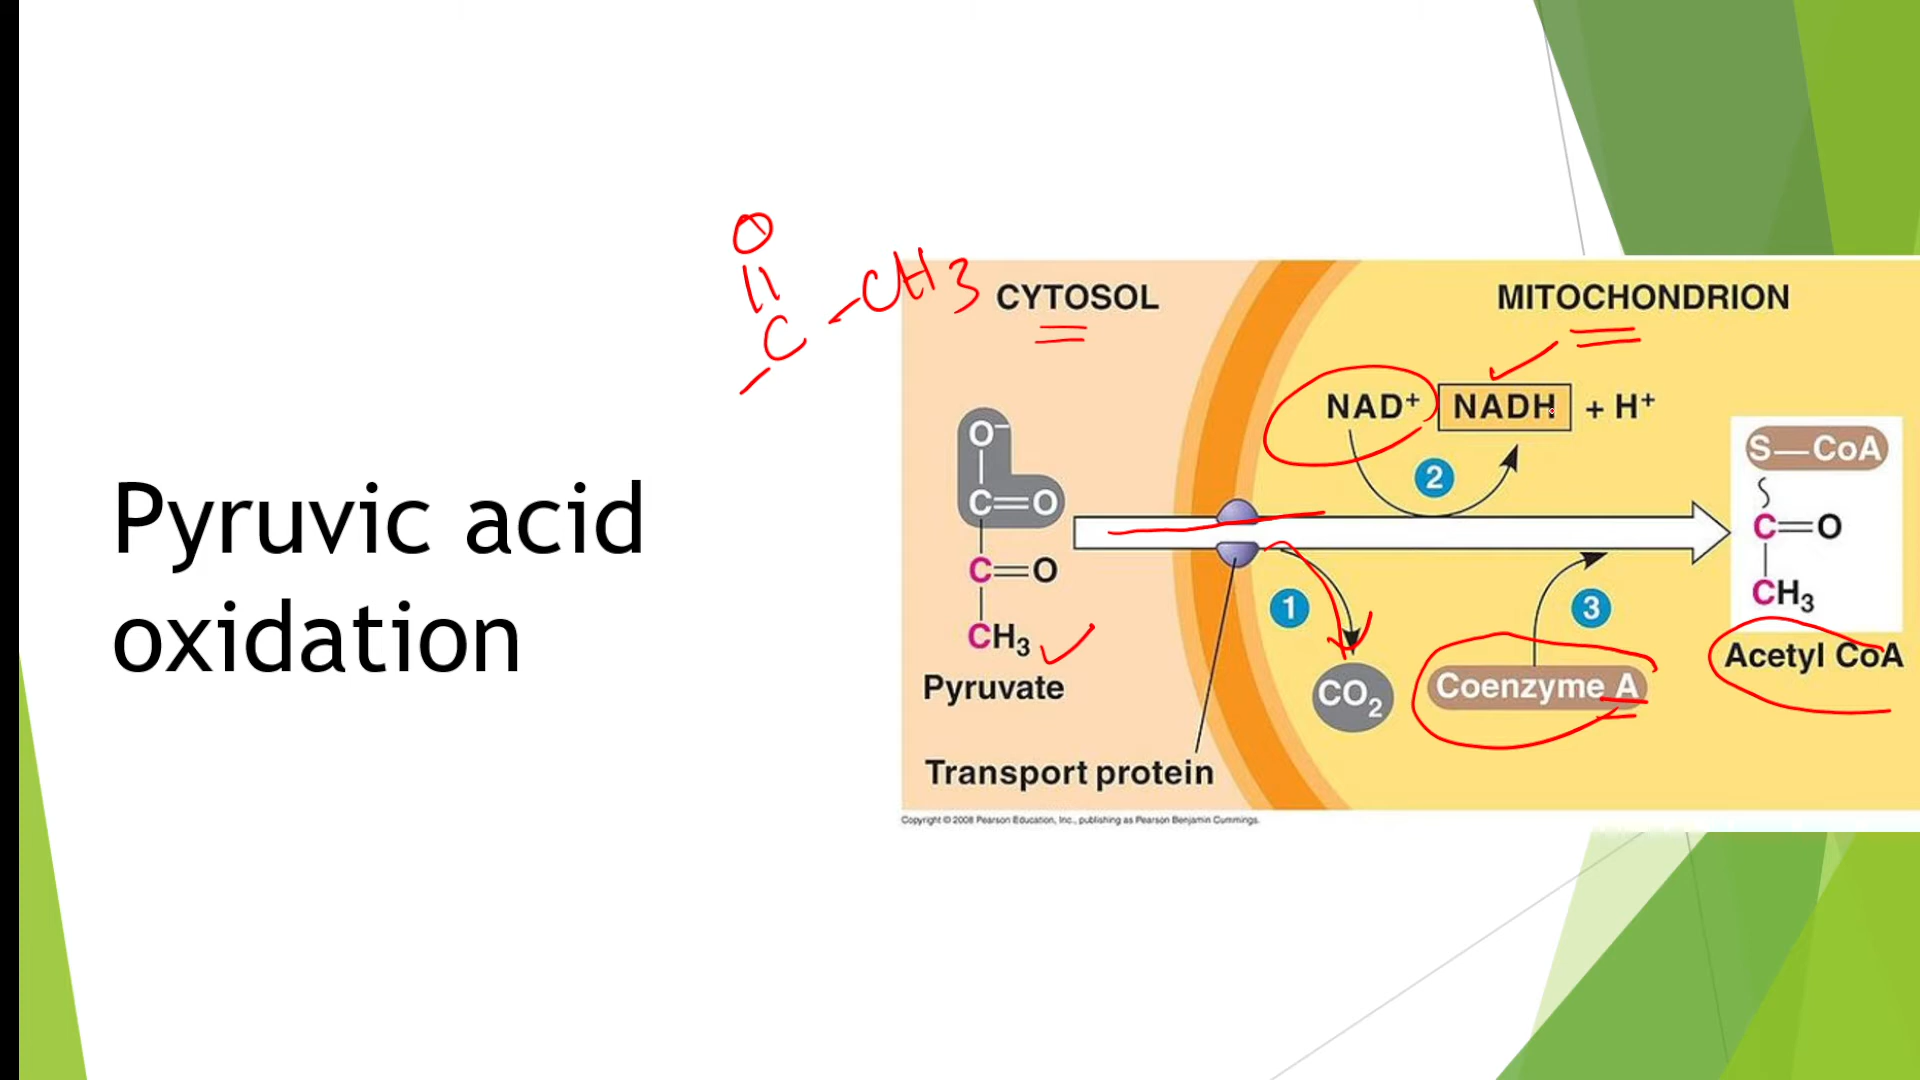 Pyruvic acid
oxidation
O
||
C – CH3
CYTOSOL
MITOCHONDRION
NAD⁺ NADH + H⁺
2
O⁻
C=O
C=O
CH₃
Pyruvate
Transport protein
1
CO₂
Coenzyme A
3
S—CoA
C=O
CH₃
Acetyl CoA
Copyright © 2008 Pearson Education, Inc., publishing as Pearson Benjamin Cummings.